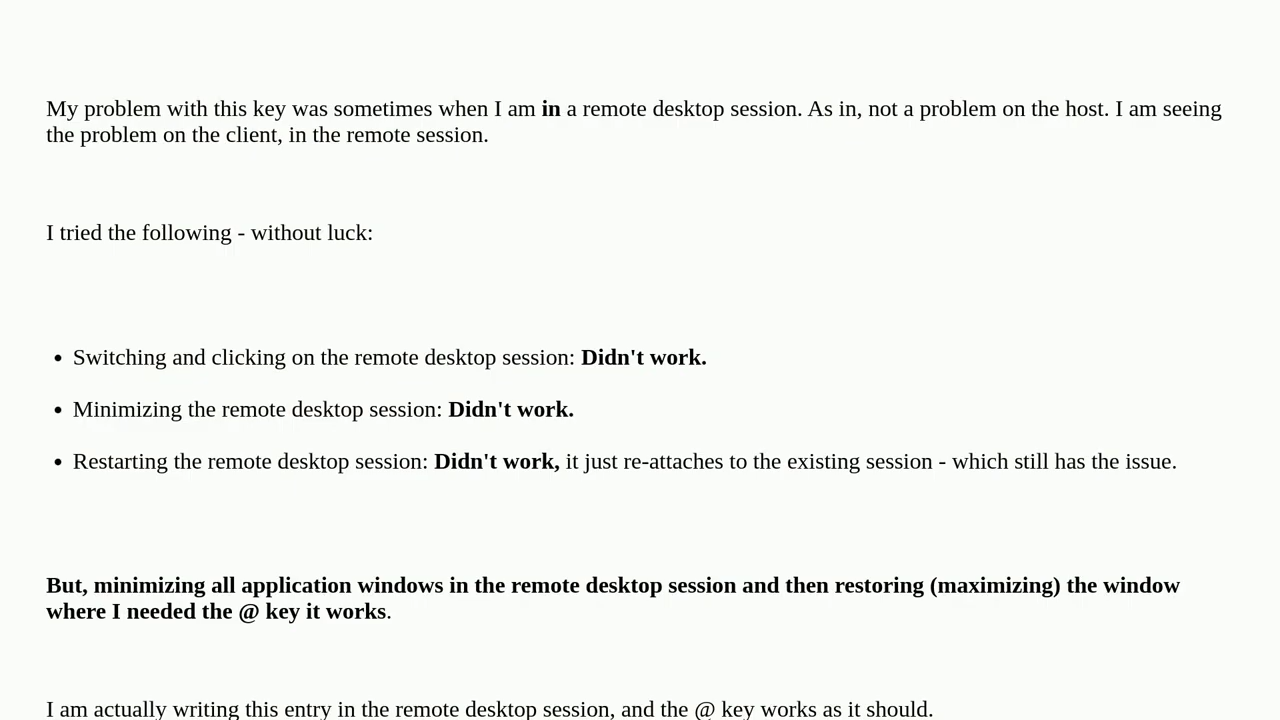 My problem with this key was sometimes when I am in a remote desktop session. As in, not a problem on the host. I am seeing
the problem on the client, in the remote session.
I tried the following - without luck:
• Switching and clicking on the remote desktop session: Didn't work.
• Minimizing the remote desktop session: Didn't work.
• Restarting the remote desktop session: Didn't work, it just re-attaches to the existing session - which still has the issue.
But, minimizing all application windows in the remote desktop session and then restoring (maximizing) the window
where I needed the @ key it works.
I am actually writing this entry in the remote desktop session, and the @ key works as it should.